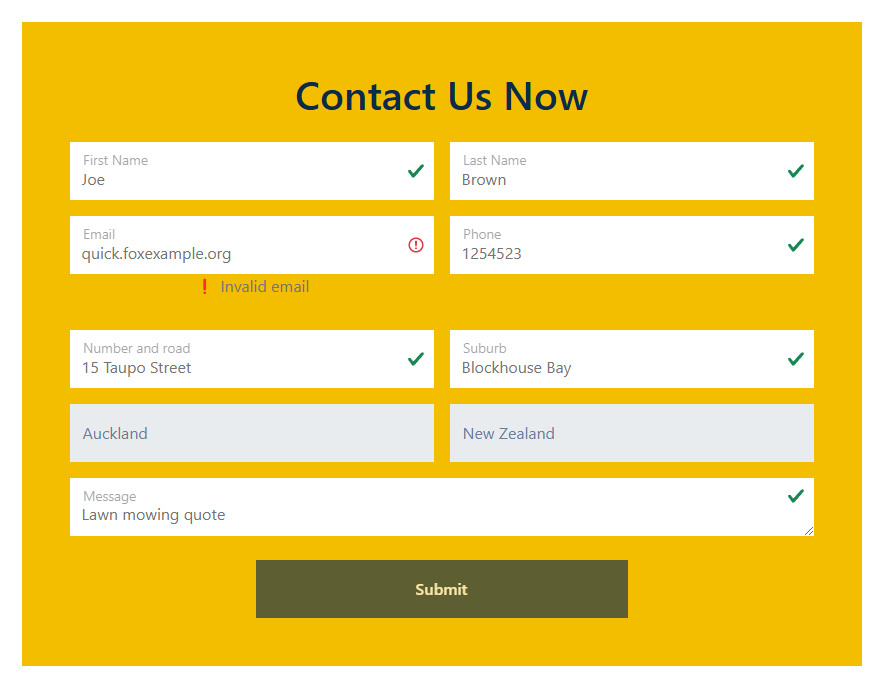 Contact Us Now
First Name
Joe
Last Name
Brown
Email
quick.foxexample.org
Phone
1254523
❗ Invalid email
Number and road
15 Taupo Street
Suburb
Blockhouse Bay
Auckland
New Zealand
Message
Lawn mowing quote
Submit